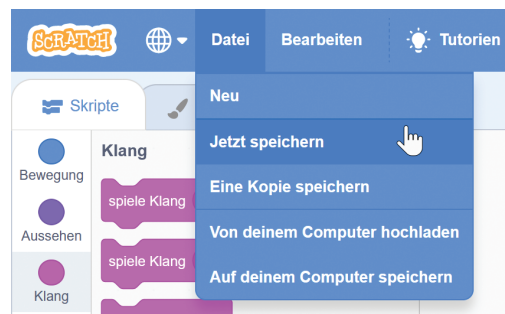 SCRATCH Datei Bearbeiten Tutorien
Skripte
Neu
Jetzt speichern
Eine Kopie speichern
Von deinem Computer hochladen
Auf deinem Computer speichern
Bewegung
Aussehen
Klang
Klang
spiele Klang
spiele Klang